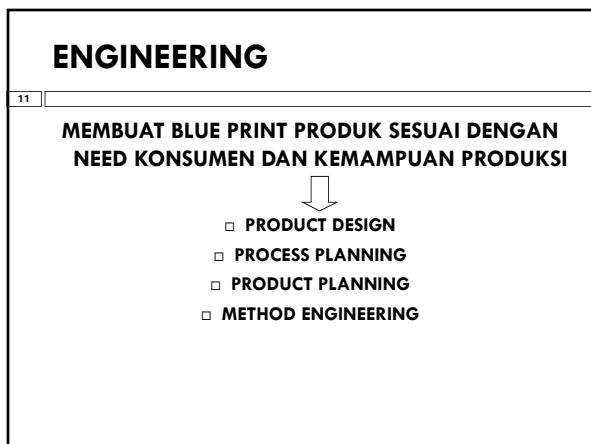 ENGINEERING
11
MEMBUAT BLUE PRINT PRODUK SESUAI DENGAN
NEED KONSUMEN DAN KEMAMPUAN PRODUKSI
PRODUCT DESIGN
PROCESS PLANNING
PRODUCT PLANNING
METHOD ENGINEERING